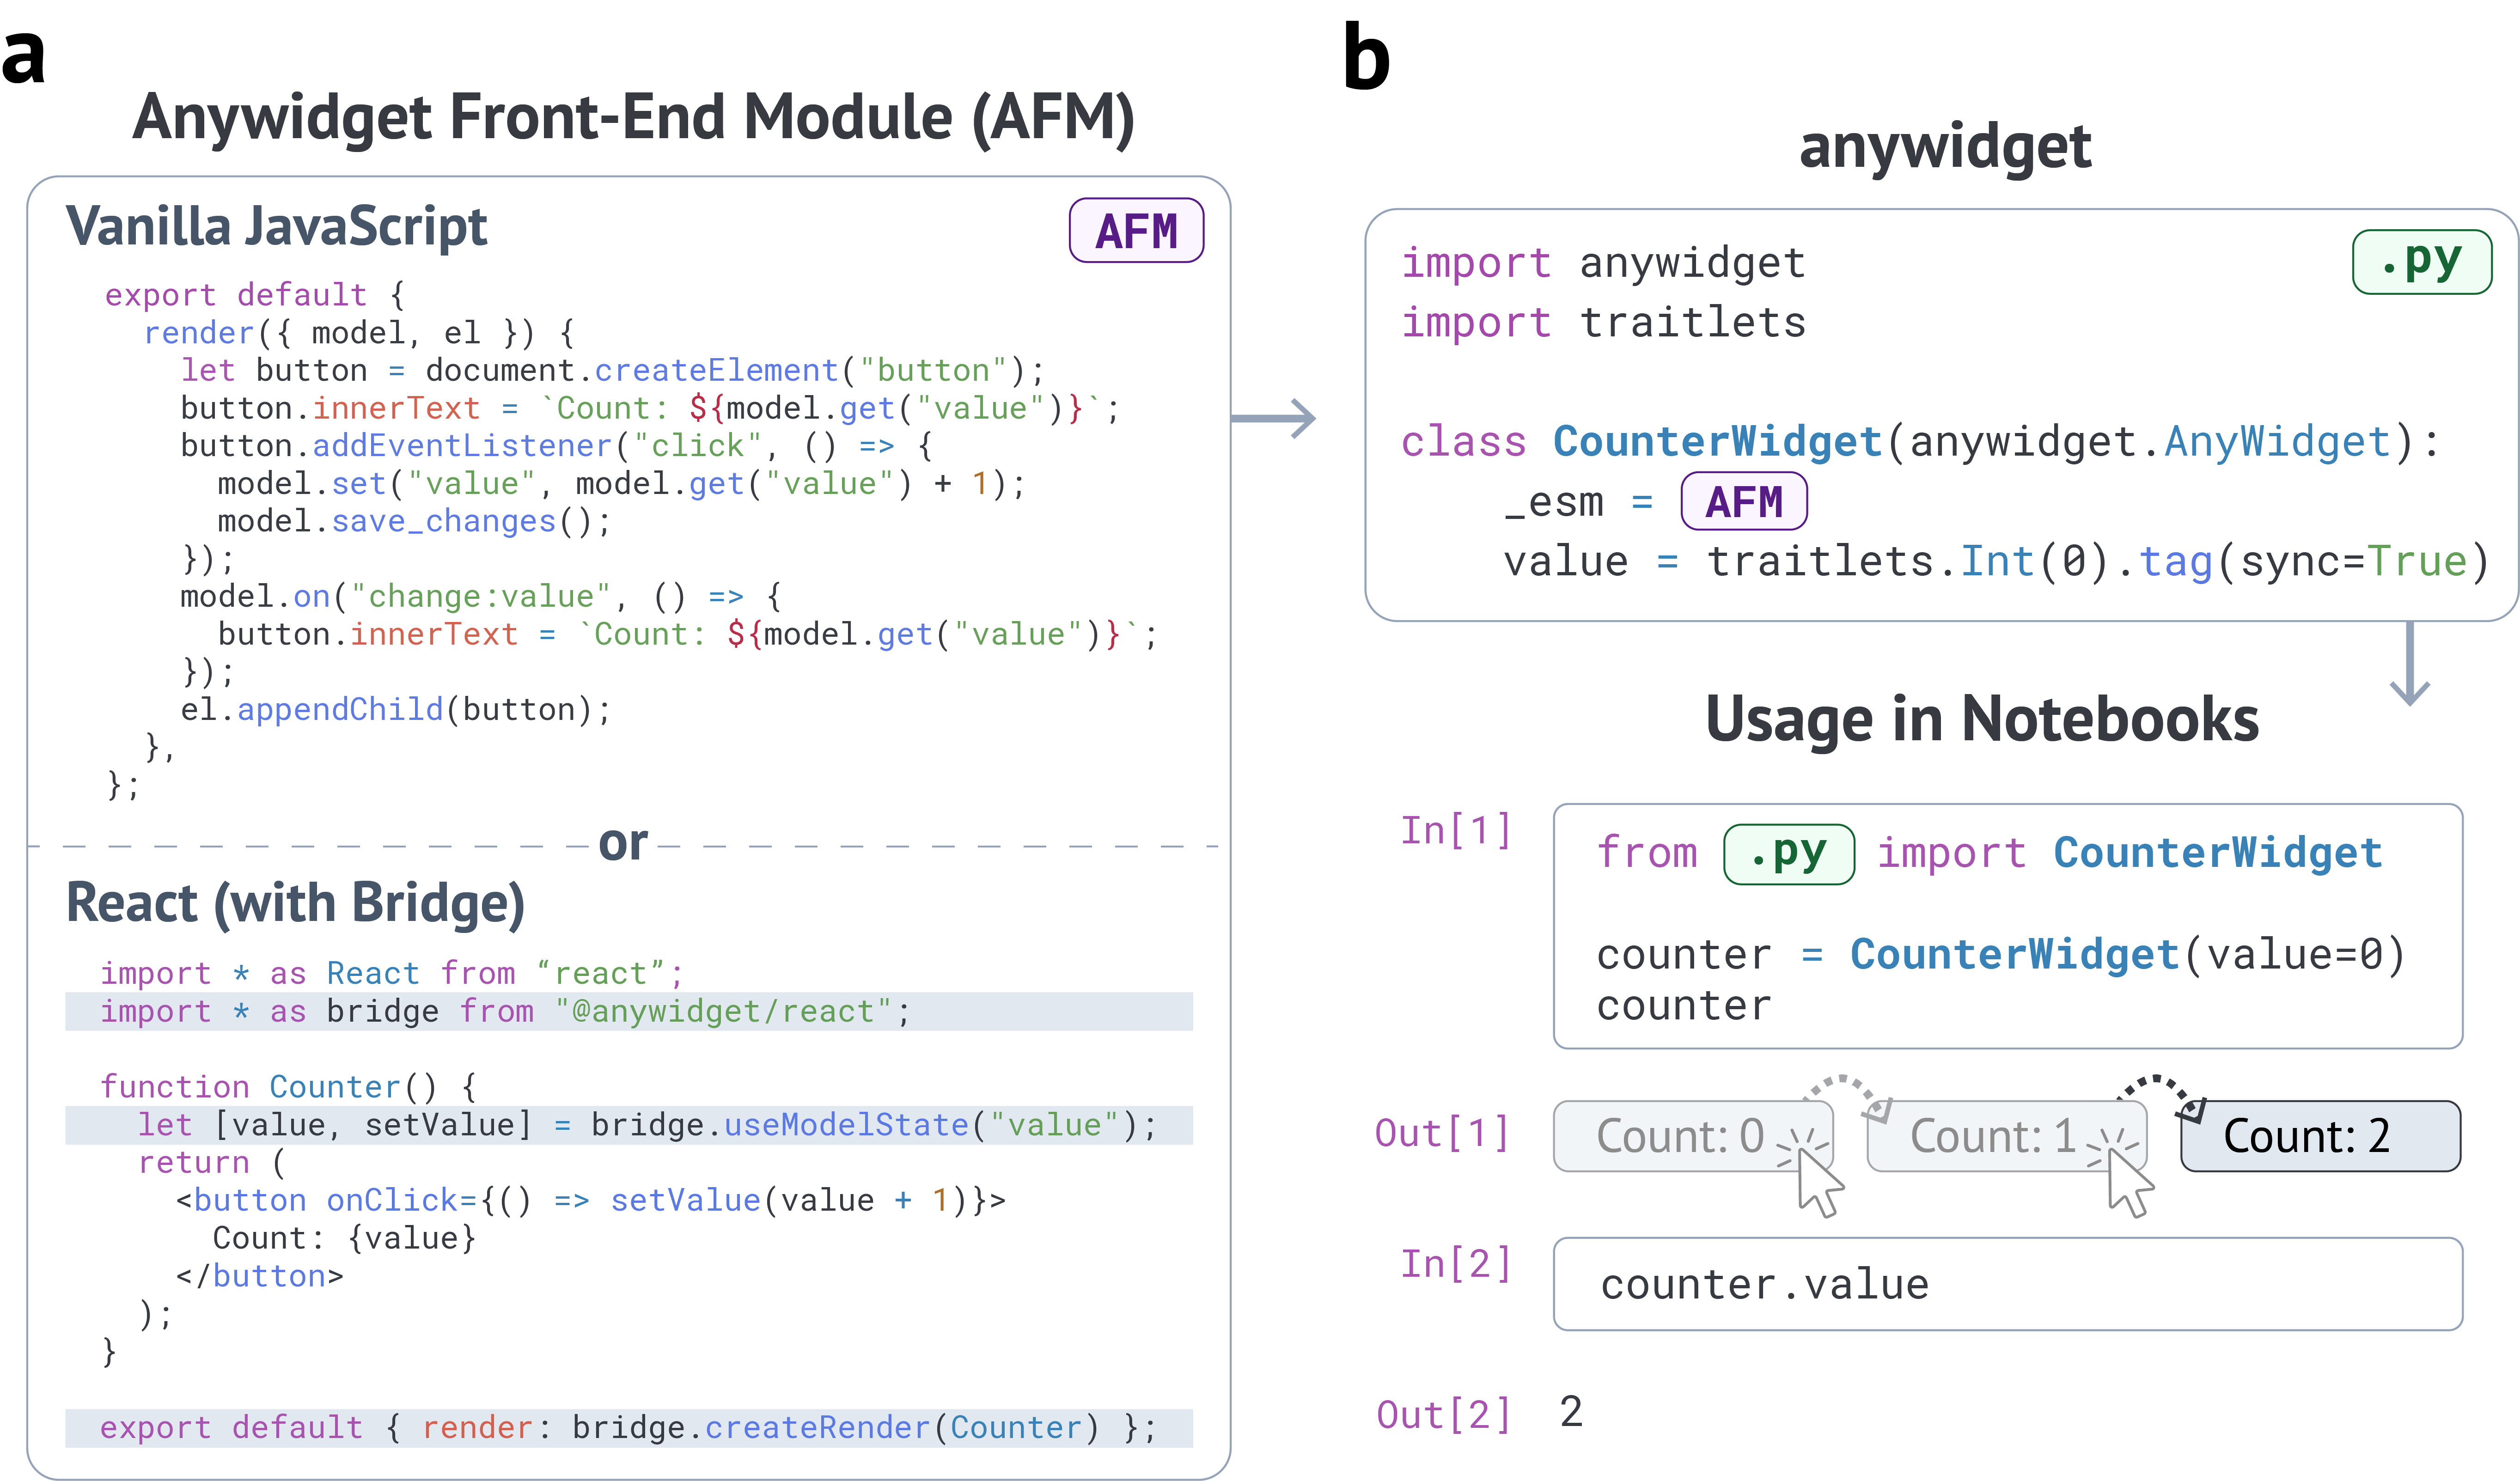 a
Anywidget Front-End Module (AFM)
Vanilla JavaScript
AFM
export default {
  render({ model, el }) {
    let button = document.createElement("button");
    button.innerText = `Count: ${model.get("value")}`;
    button.addEventListener("click", () => {
      model.set("value", model.get("value") + 1);
      model.save_changes();
    });
    model.on("change:value", () => {
      button.innerText = `Count: ${model.get("value")}`;
    });
    el.appendChild(button);
  },
};
or
React (with Bridge)
import * as React from “react”;
import * as bridge from "@anywidget/react";
function Counter() {
  let [value, setValue] = bridge.useModelState("value");
  return (
    <button onClick={() => setValue(value + 1)}>
      Count: {value}
    </button>
  );
}
export default { render: bridge.createRender(Counter) };
b
anywidget
.py
import anywidget
import traitlets
class CounterWidget(anywidget.AnyWidget):
    _esm = AFM
    value = traitlets.Int(0).tag(sync=True)
Usage in Notebooks
In[1]
from .py import CounterWidget
counter = CounterWidget(value=0)
counter
Out[1]
Count: 0
Count: 1
Count: 2
In[2]
counter.value
Out[2]
2